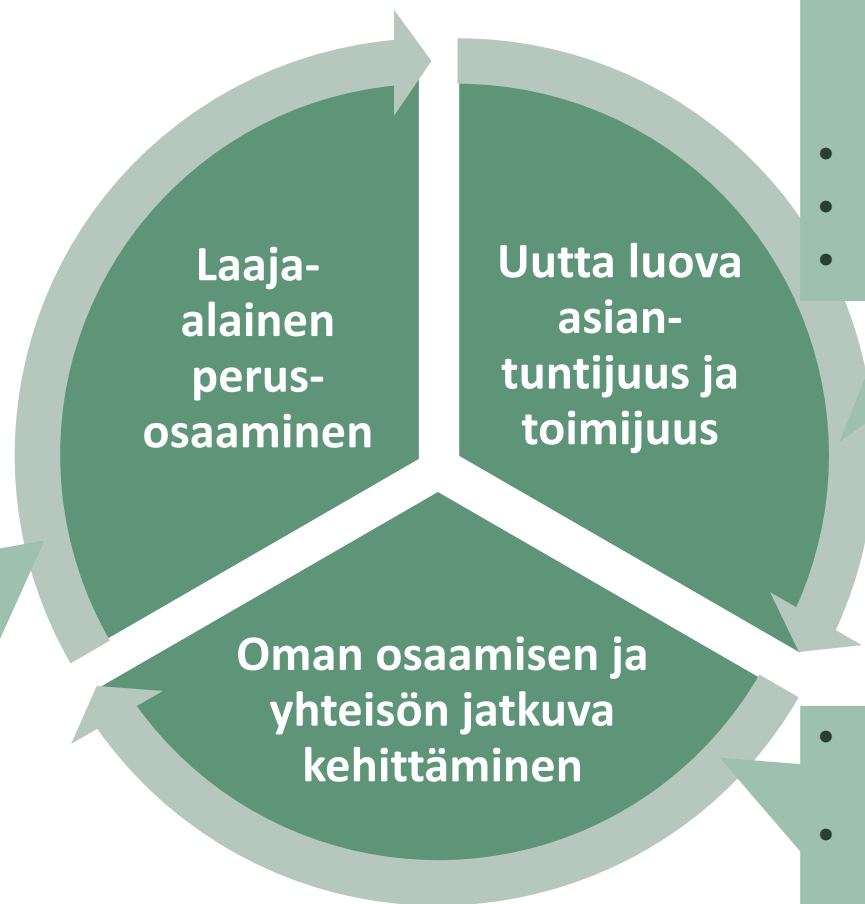 Laaja-
alainen
perus-
osaaminen
Uutta luova
asian-
tuntijuus ja
toimijuus
Oman osaamisen ja
yhteisön jatkuva
kehittäminen